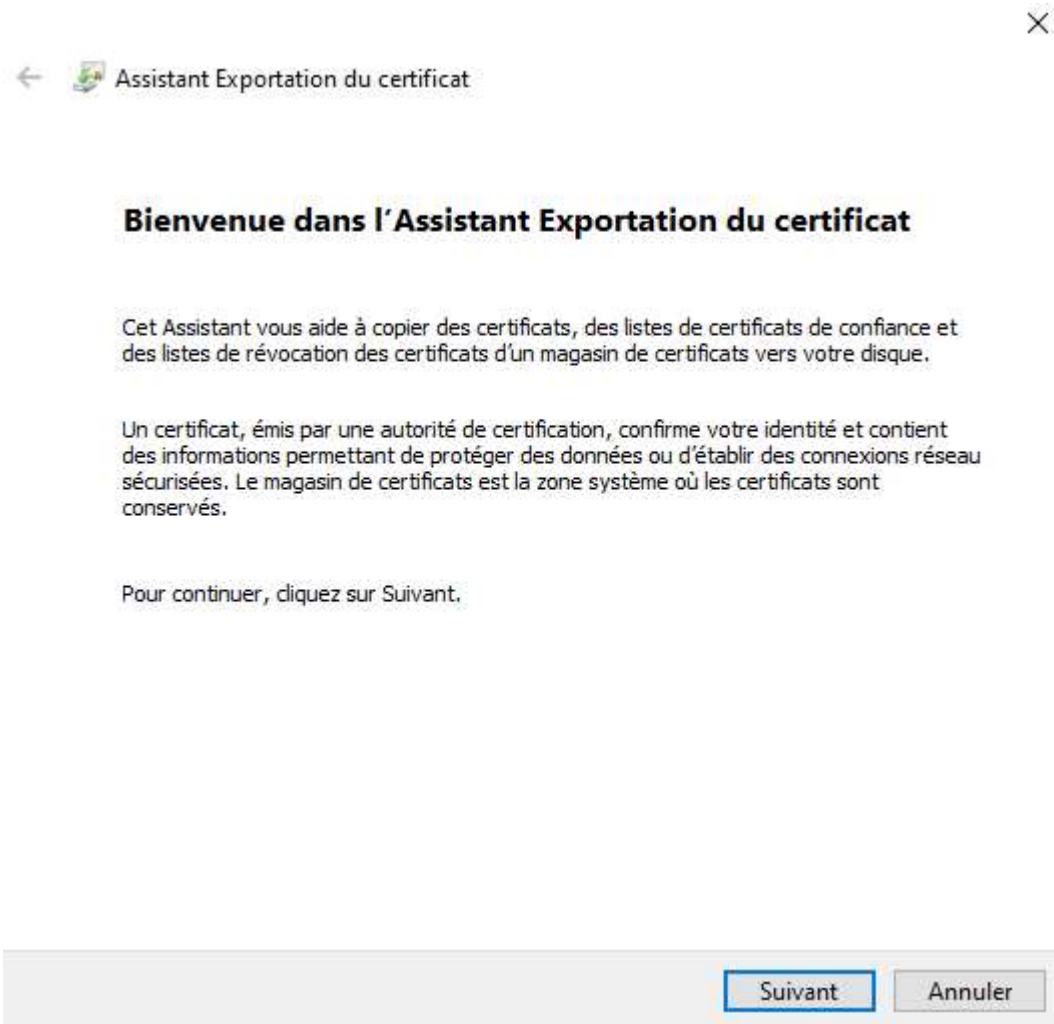 Assistant Exportation du certificat
Bienvenue dans l’Assistant Exportation du certificat
Cet Assistant vous aide à copier des certificats, des listes de certificats de confiance et
des listes de révocation des certificats d’un magasin de certificats vers votre disque.
Un certificat, émis par une autorité de certification, confirme votre identité et contient
des informations permettant de protéger des données ou d’établir des connexions réseau
sécurisées. Le magasin de certificats est la zone système où les certificats sont
conservés.
Pour continuer, cliquez sur Suivant.
Suivant
Annuler